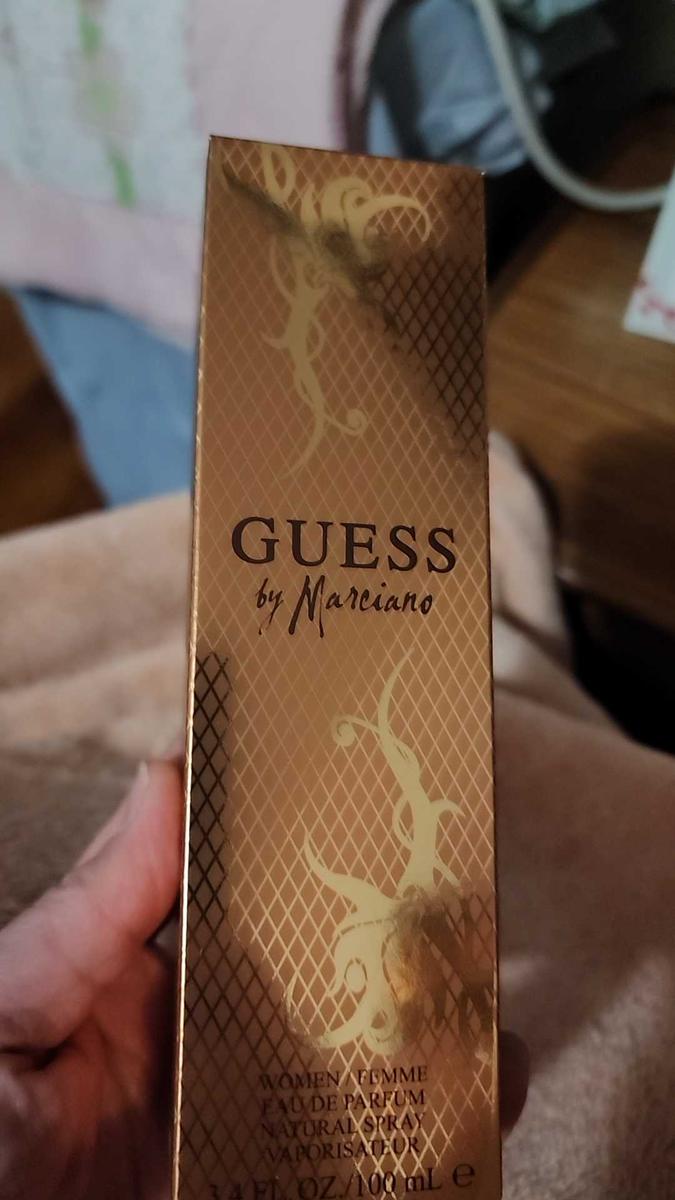 GUESS
by Marciano
WOMEN / FEMME
EAU DE PARFUM
NATURAL SPRAY
VAPORISATEUR
3.4 FL. OZ./100 mL ℮